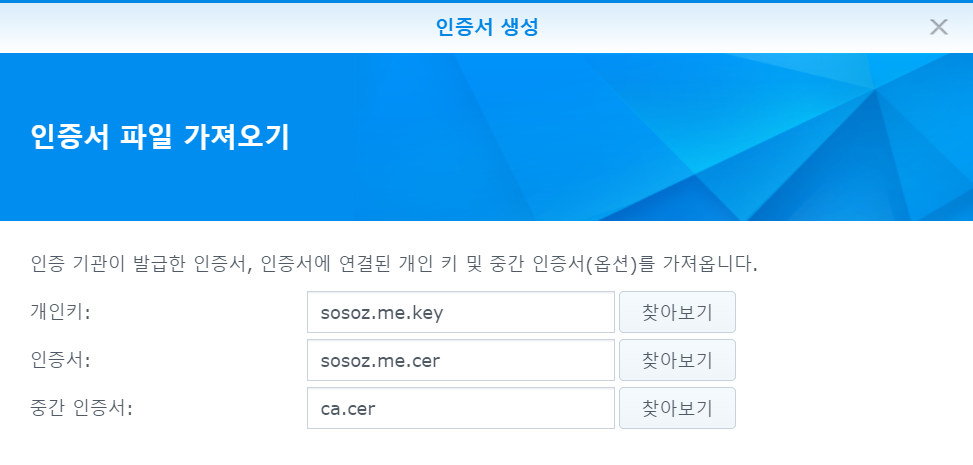 인증서 생성
인증서 파일 가져오기
인증 기관이 발급한 인증서, 인증서에 연결된 개인 키 및 중간 인증서(옵션)를 가져옵니다.
개인키: sosoz.me.key 찾아보기
인증서: sosoz.me.cer 찾아보기
중간 인증서: ca.cer 찾아보기